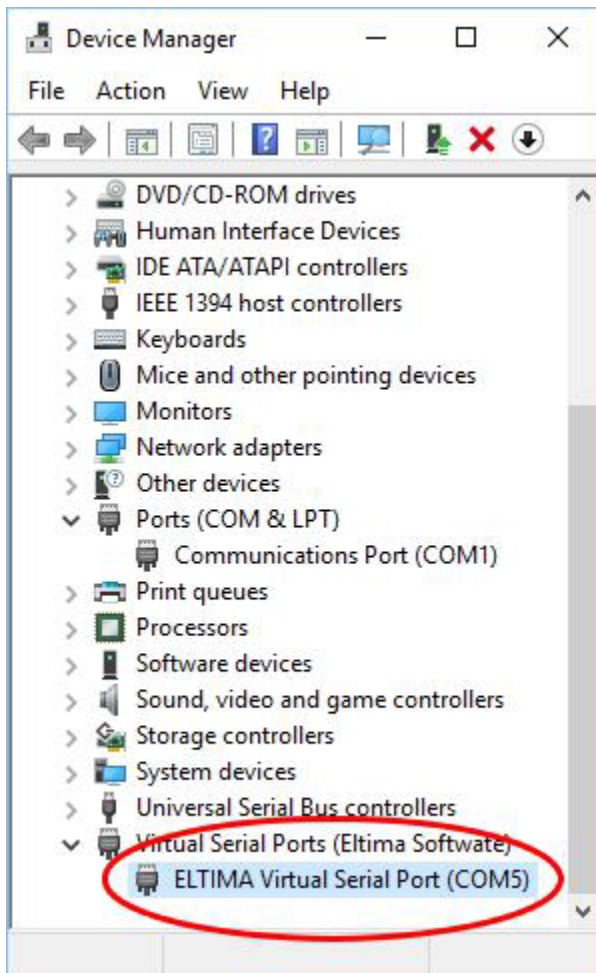 Device Manager
File Action View Help
DVD/CD-ROM drives
Human Interface Devices
IDE ATA/ATAPI controllers
IEEE 1394 host controllers
Keyboards
Mice and other pointing devices
Monitors
Network adapters
Other devices
Ports (COM & LPT)
Communications Port (COM1)
Print queues
Processors
Software devices
Sound, video and game controllers
Storage controllers
System devices
Universal Serial Bus controllers
Virtual Serial Ports (Eltima Softwate)
ELTIMA Virtual Serial Port (COM5)